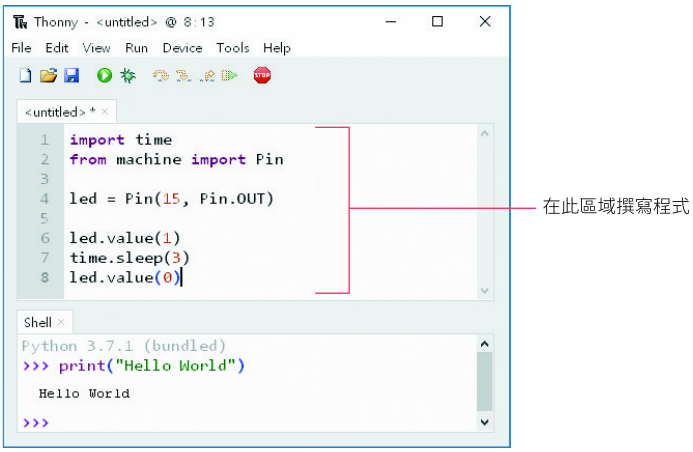 Thonny - <untitled> @ 8:13
File Edit View Run Device Tools Help
STOP
<untitled> * ×
1 import time
2 from machine import Pin
3
4 led = Pin(15, Pin.OUT)
5
6 led.value(1)
7 time.sleep(3)
8 led.value(0)
在此區域撰寫程式
Shell ×
Python 3.7.1 (bundled)
>>> print("Hello World")
Hello World
>>>